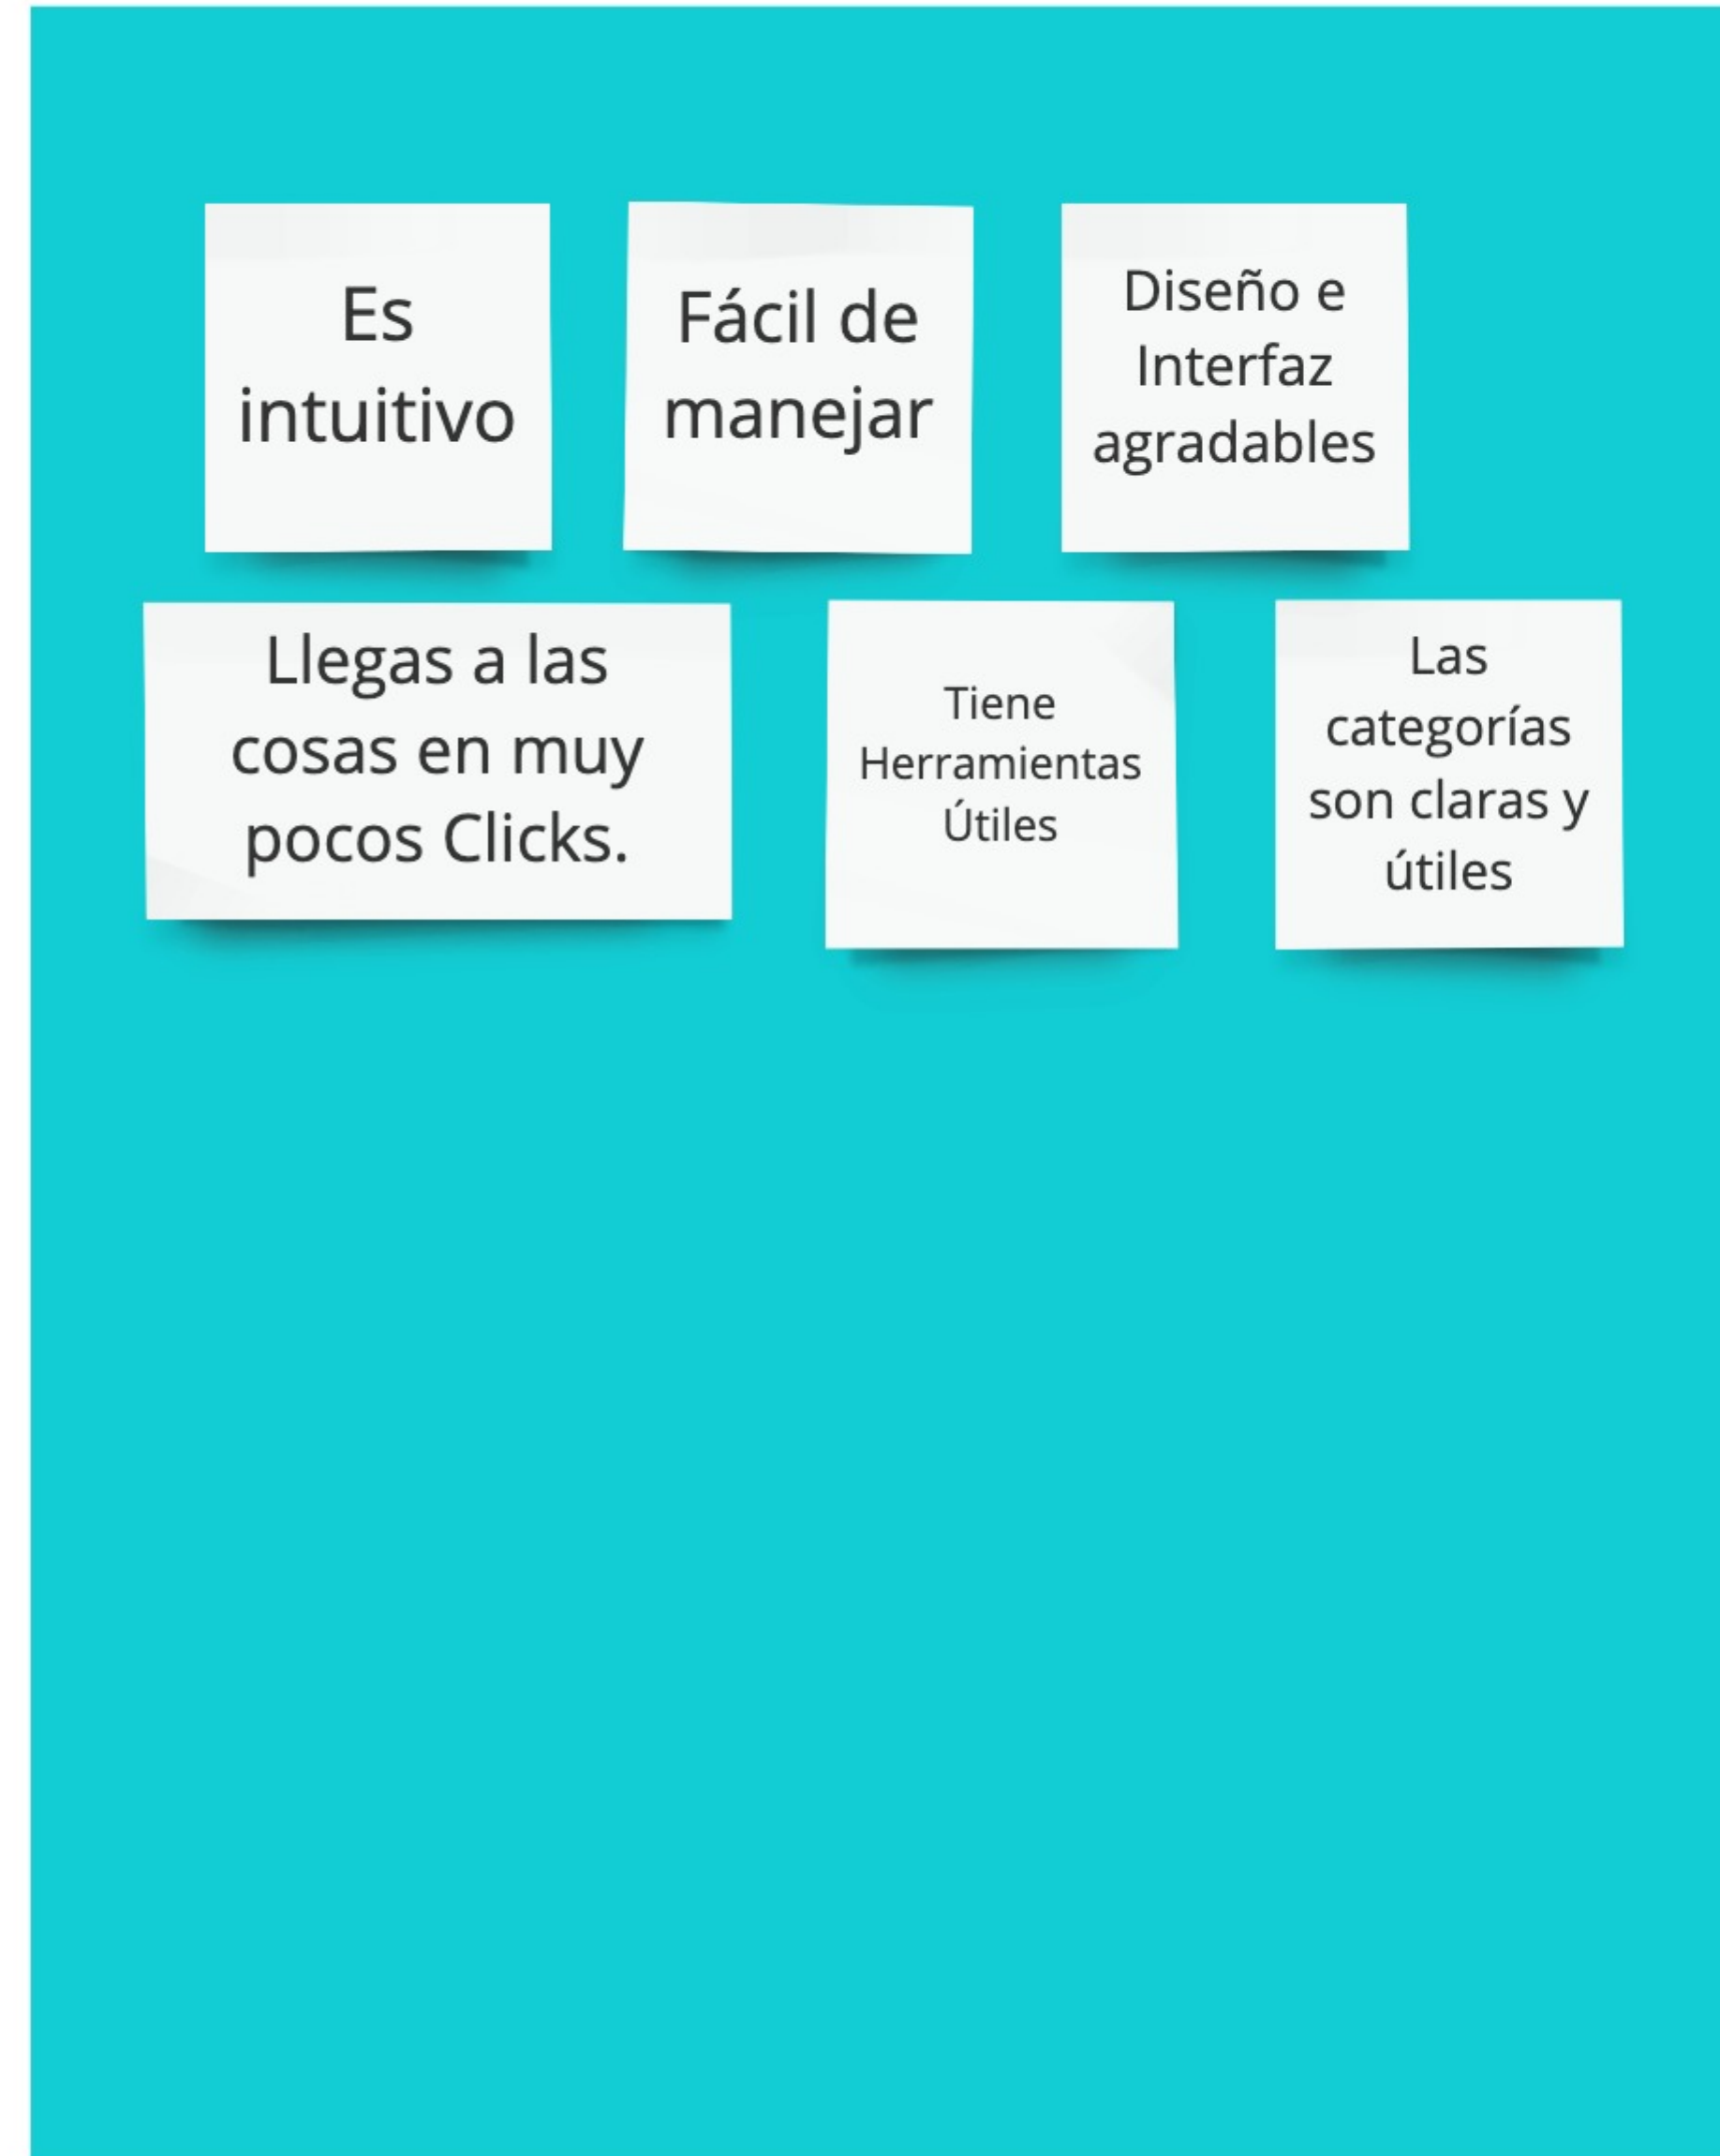 Es
intuitivo
Fácil de
manejar
Diseño e
Interfaz
agradables
Llegas a las
cosas en muy
pocos Clicks.
Tiene
Herramientas
Útiles
Las
categorías
son claras y
útiles